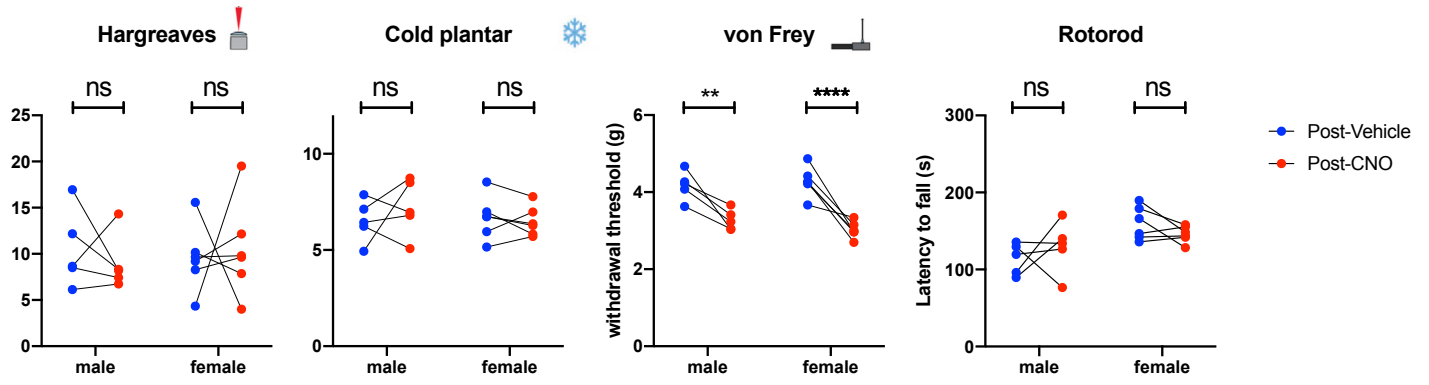 Hargreaves
Cold plantar
von Frey
Rotorod
ns
ns
ns
ns
**
****
ns
ns
25
20
15
10
5
0
male
female
10
5
0
male
female
withdrawal threshold (g)
6
4
2
0
male
female
Latency to fall (s)
300
200
100
0
male
female
Post-Vehicle
Post-CNO